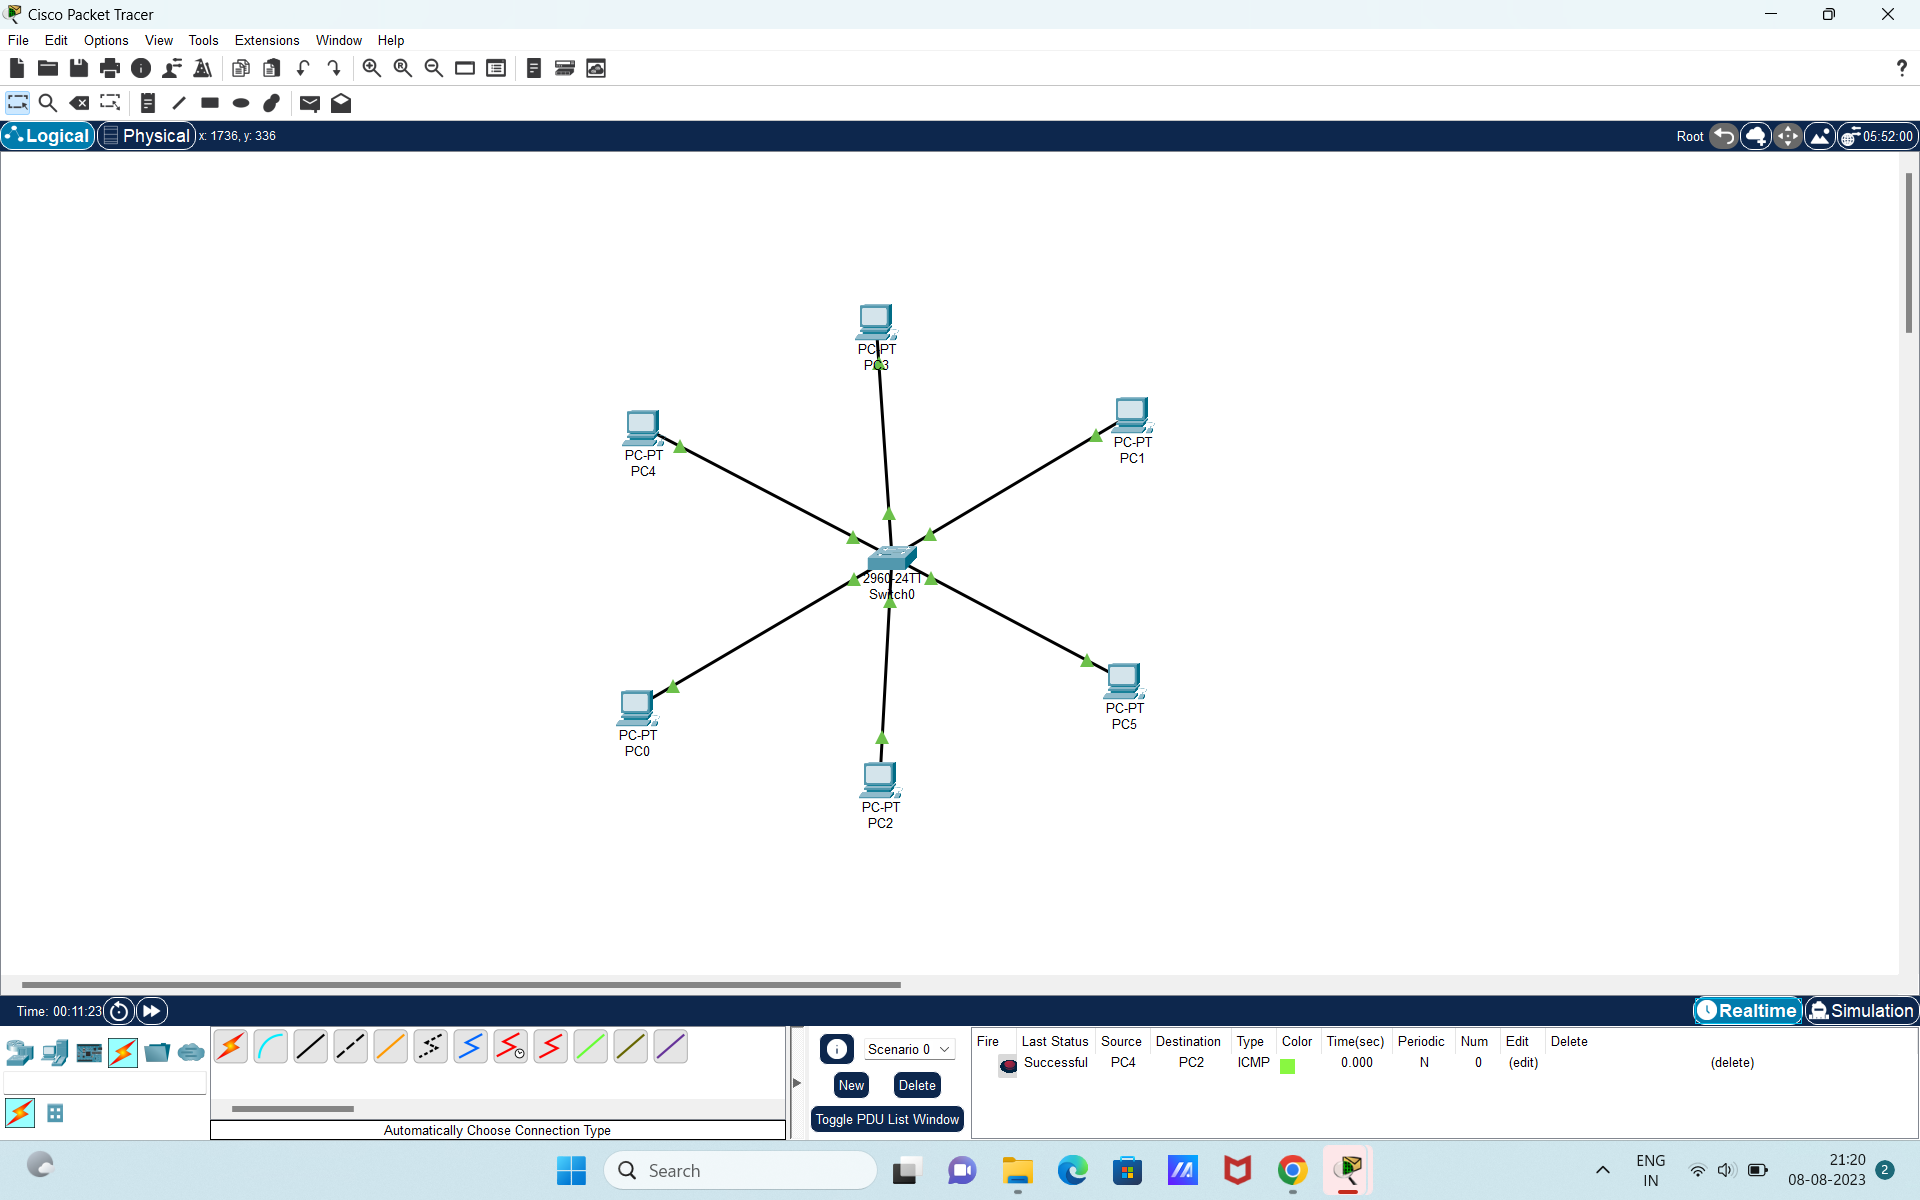 Cisco Packet Tracer
File Edit Options View Tools Extensions Window Help
?
Logical Physical x: 1736, y: 336 Root 05:52:00
PC-PT
PC3
PC-PT
PC4
PC-PT
PC1
2960-24TT
Switch0
PC-PT
PC5
PC-PT
PC0
PC-PT
PC2
Time: 00:11:23 Realtime Simulation
Scenario 0
New Delete
Toggle PDU List Window
Automatically Choose Connection Type
Fire Last Status Source Destination Type Color Time(sec) Periodic Num Edit Delete
Successful PC4 PC2 ICMP 0.000 N 0 (edit) (delete)
Search
ENG
IN
21:20
08-08-2023
2